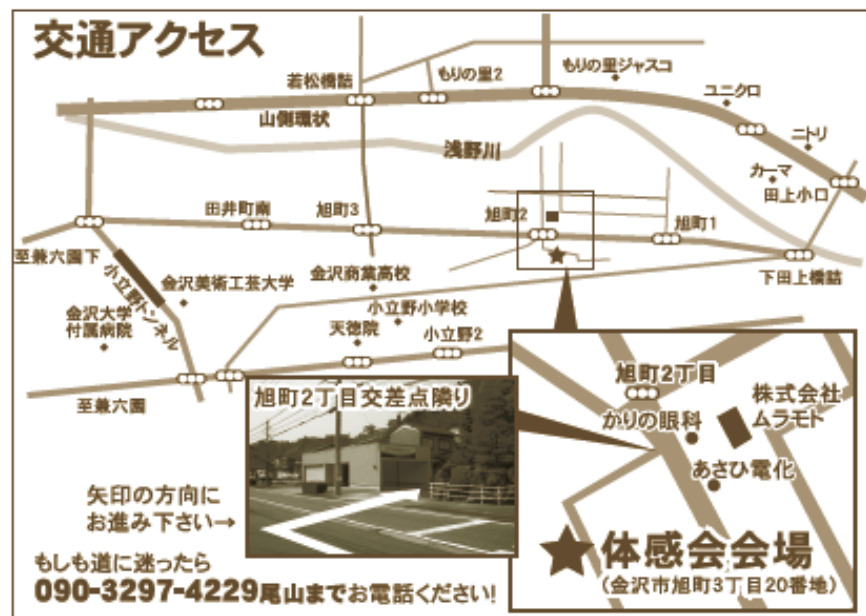 交通アクセス
若松橋詰
もりの里2
もりの里ジャスコ
ユニクロ
山側環状
浅野川
ニトリ
カーマ
田上小口
田井町南
旭町3
旭町2
旭町1
至兼六園下
小立野トンネル
金沢美術工芸大学
金沢商業高校
下田上橋詰
金沢大学
付属病院
小立野小学校
天徳院
小立野2
至兼六園
旭町2丁目交差点隣り
旭町2丁目
かりの眼科
株式会社
ムラモト
あさひ電化
矢印の方向に
お進み下さい→
体感会会場
(金沢市旭町3丁目20番地)
もしも道に迷ったら
090-3297-4229尾山までお電話ください!